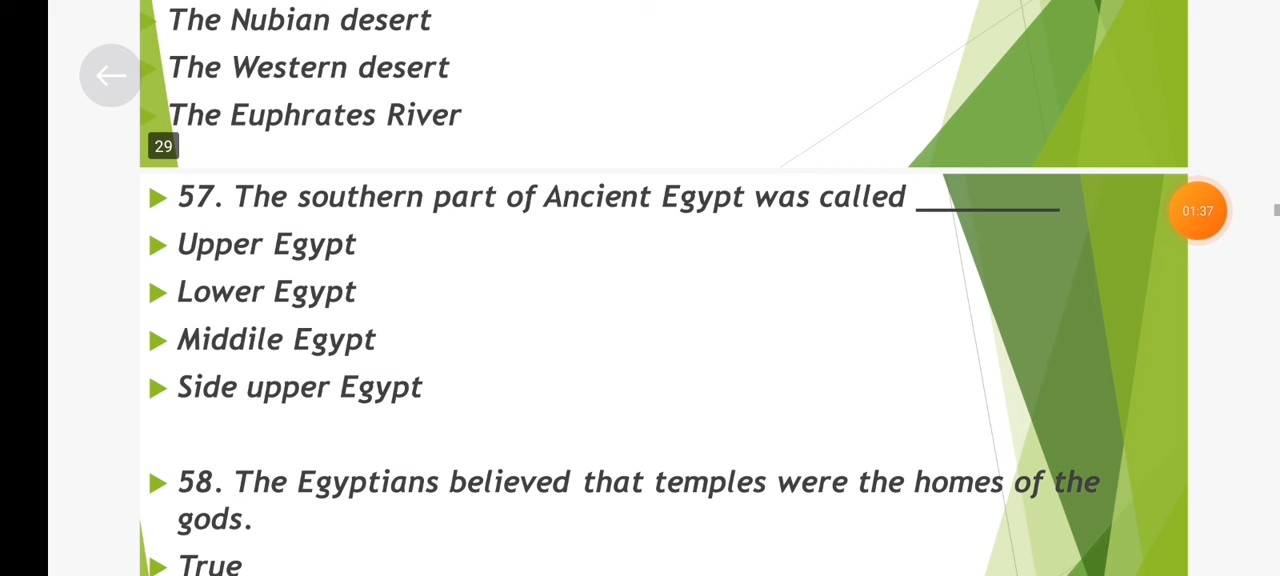 The Nubian desert
The Western desert
The Euphrates River
29
57. The southern part of Ancient Egypt was called __________
01:37
Upper Egypt
Lower Egypt
Middile Egypt
Side upper Egypt
58. The Egyptians believed that temples were the homes of the
gods.
True